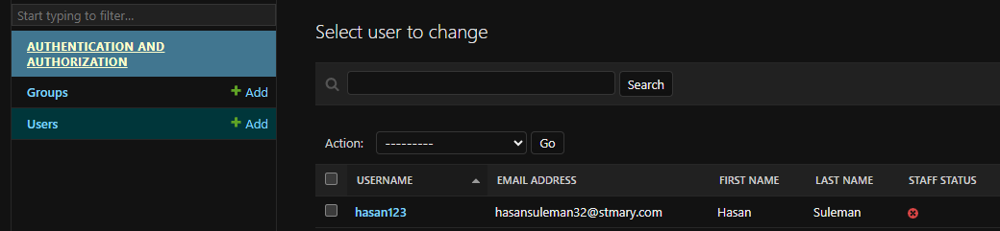 Start typing to filter...
AUTHENTICATION AND
AUTHORIZATION
Groups + Add
Users + Add
Select user to change
Search
Action: --------- Go
USERNAME EMAIL ADDRESS FIRST NAME LAST NAME STAFF STATUS
hasan123 hasansuleman32@stmary.com Hasan Suleman